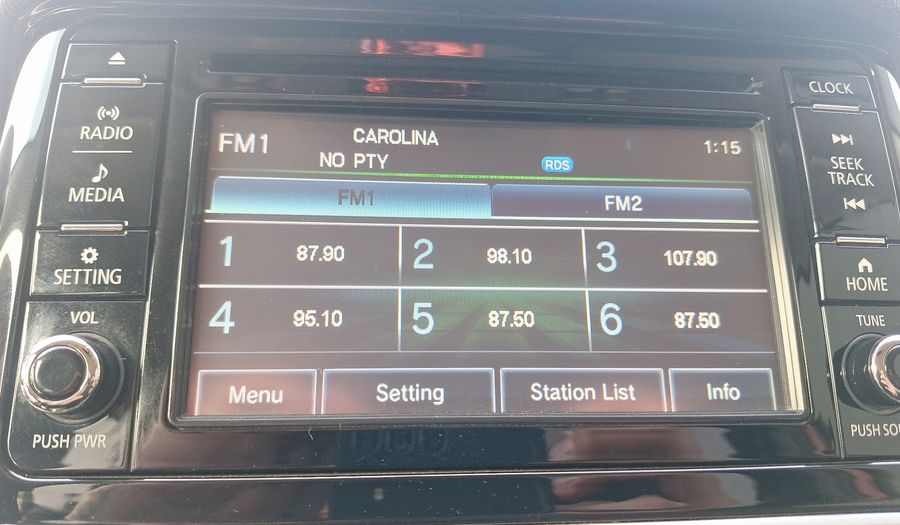 CLOCK
RADIO
MEDIA
SETTING
VOL
PUSH PWR
FM1 CAROLINA 1:15
NO PTY RDS
FM1 FM2
1 87.90 2 98.10 3 107.90
4 95.10 5 87.50 6 87.50
Menu Setting Station List Info
SEEK
TRACK
HOME
TUNE
PUSH